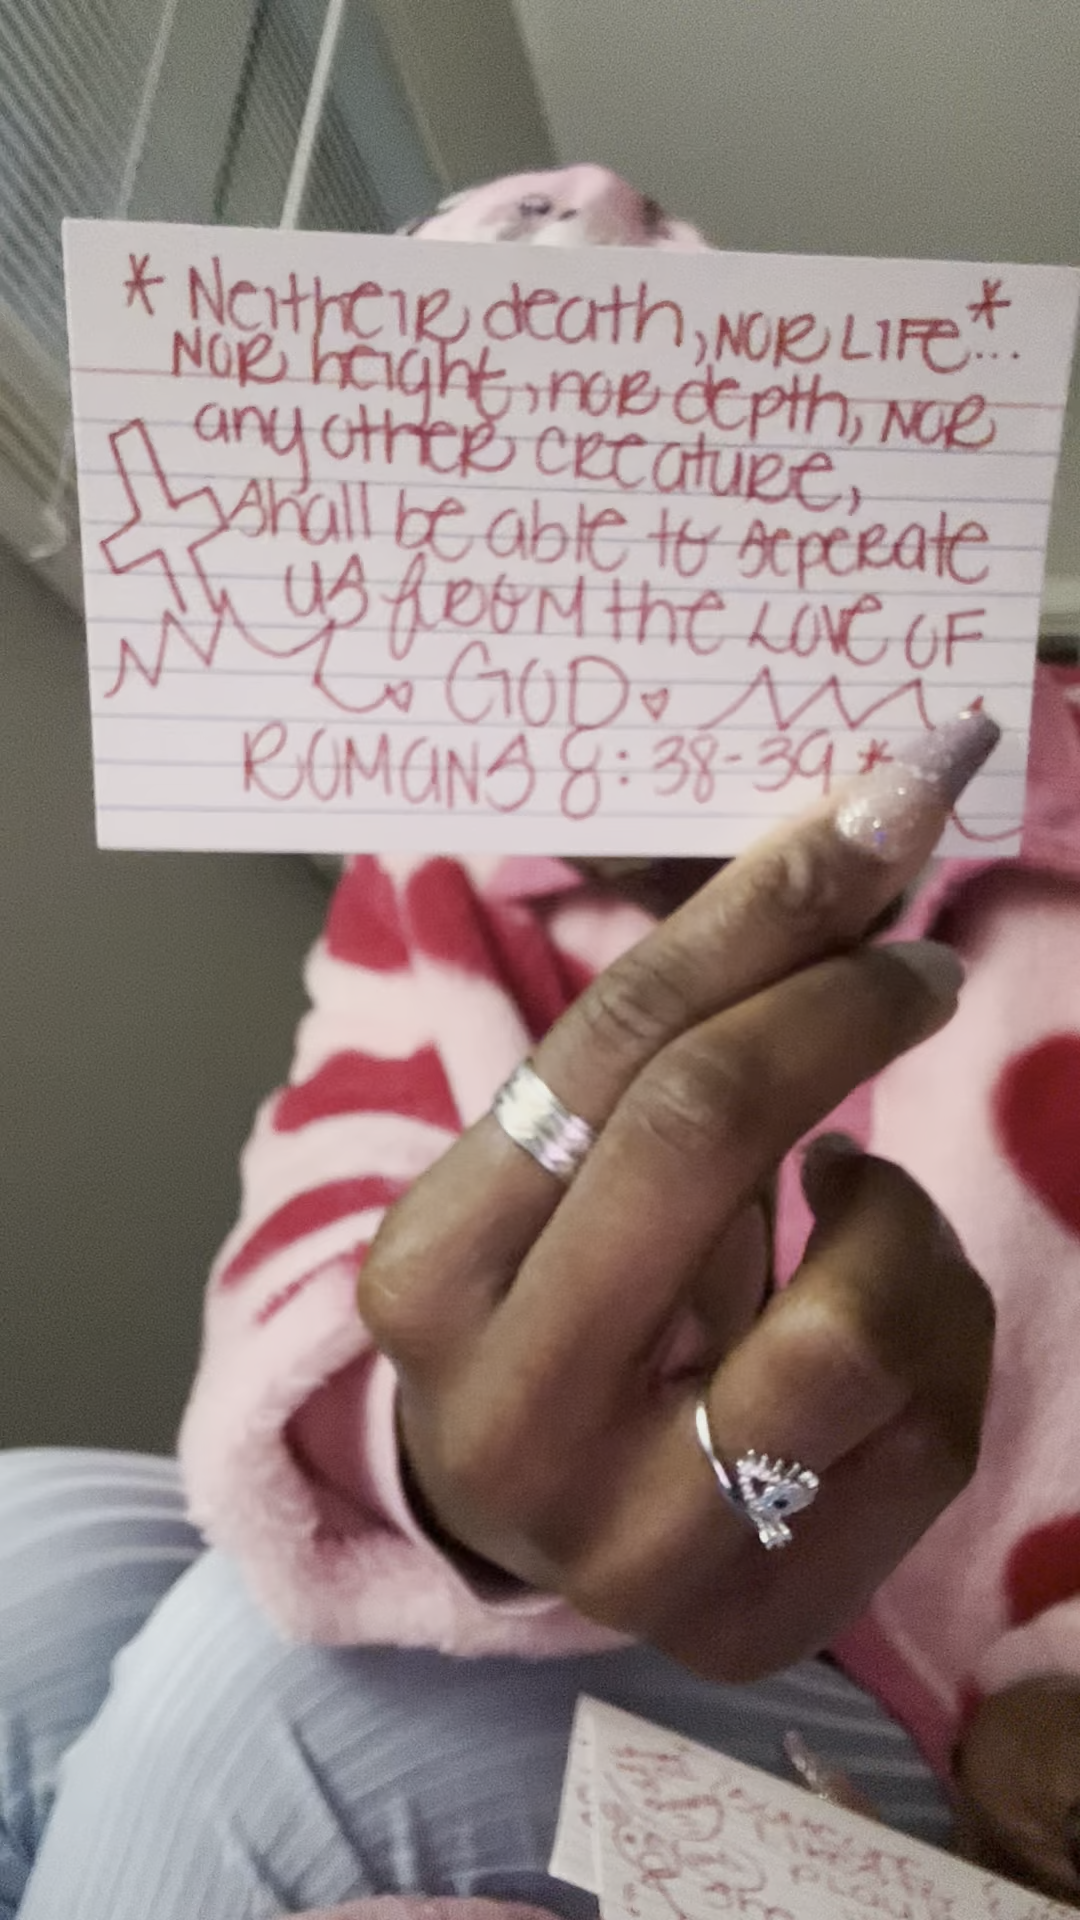 * Neither death, NOR LIFE... *
NOR height, nor depth, NOR
any other creature,
Shall be able to seperate
us from the Love OF
GOD.
ROMANS 8:38-39 *